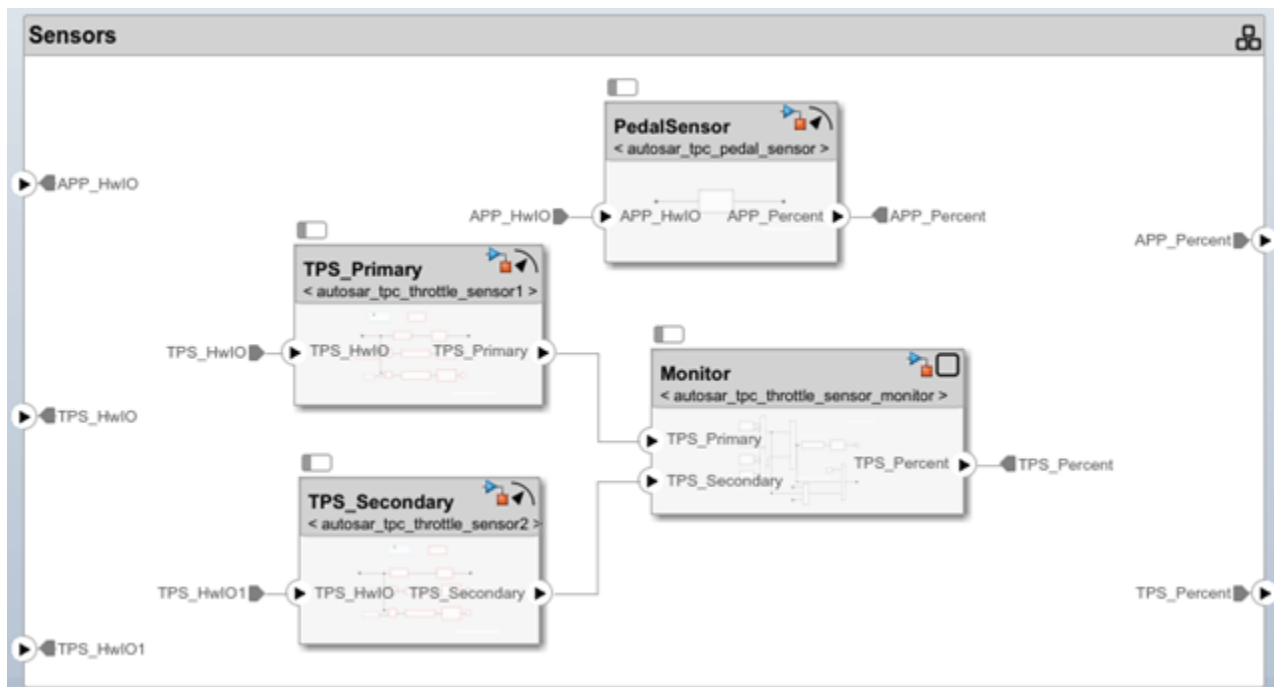 Sensors
PedalSensor
< autosar_tpc_pedal_sensor >
APP_HwIO
APP_HwIO
APP_HwIO
APP_Percent
APP_Percent
APP_Percent
TPS_Primary
< autosar_tpc_throttle_sensor1 >
TPS_HwIO
TPS_HwIO
TPS_Primary
Monitor
< autosar_tpc_throttle_sensor_monitor >
TPS_HwIO
TPS_Primary
TPS_Percent
TPS_Percent
TPS_Secondary
TPS_Secondary
< autosar_tpc_throttle_sensor2 >
TPS_HwIO1
TPS_HwIO
TPS_Secondary
TPS_Percent
TPS_HwIO1